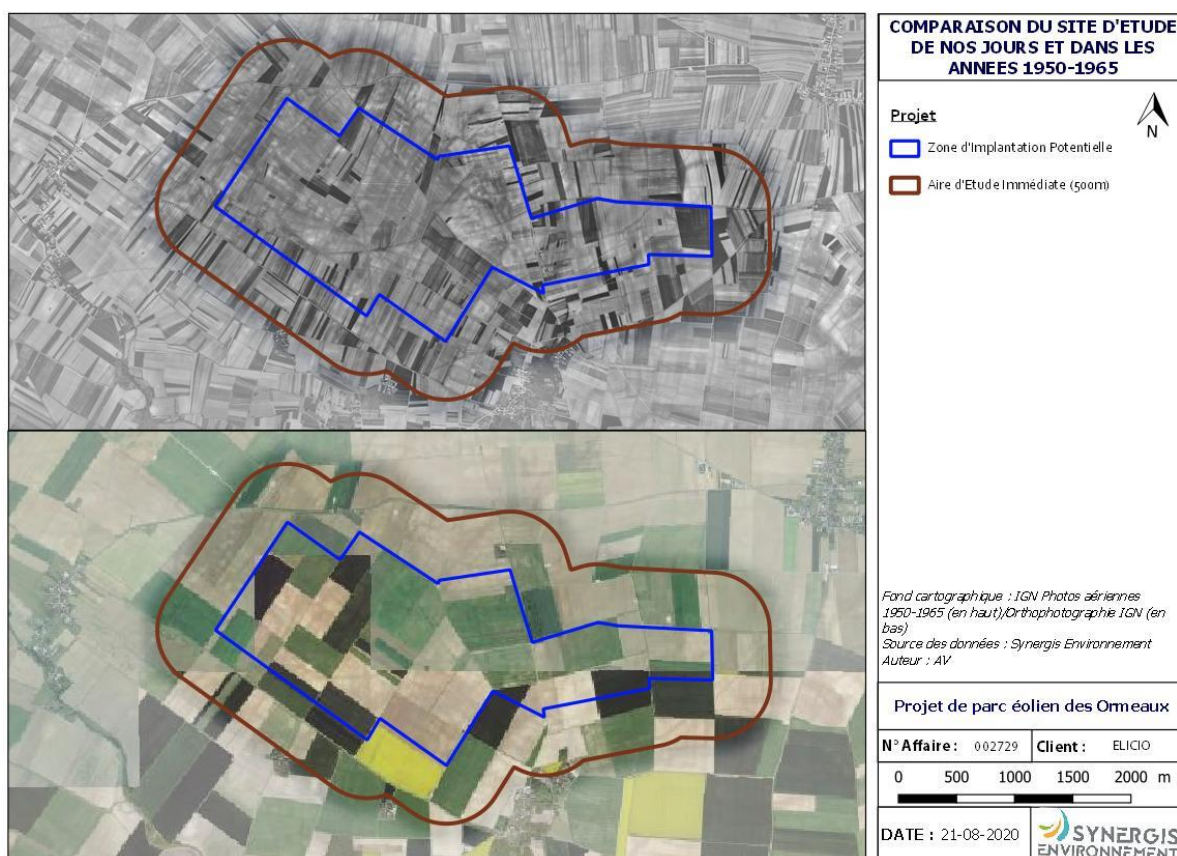 COMPARAISON DU SITE D'ETUDE
DE NOS JOURS ET DANS LES
ANNEES 1950-1965
Projet
N
Zone d'Implantation Potentielle
Aire d'Etude Immédiate (500m)
Fond cartographique : IGN Photos aériennes
1950-1965 (en haut)/Orthophotographie IGN (en
bas)
Source des données : Synergis Environnement
Auteur : AV
Projet de parc éolien des Ormeaux
N° Affaire : 002729 Client : ELICIO
0 500 1000 1500 2000 m
DATE : 21-08-2020
SYNERGIS
ENVIRONNEMENT